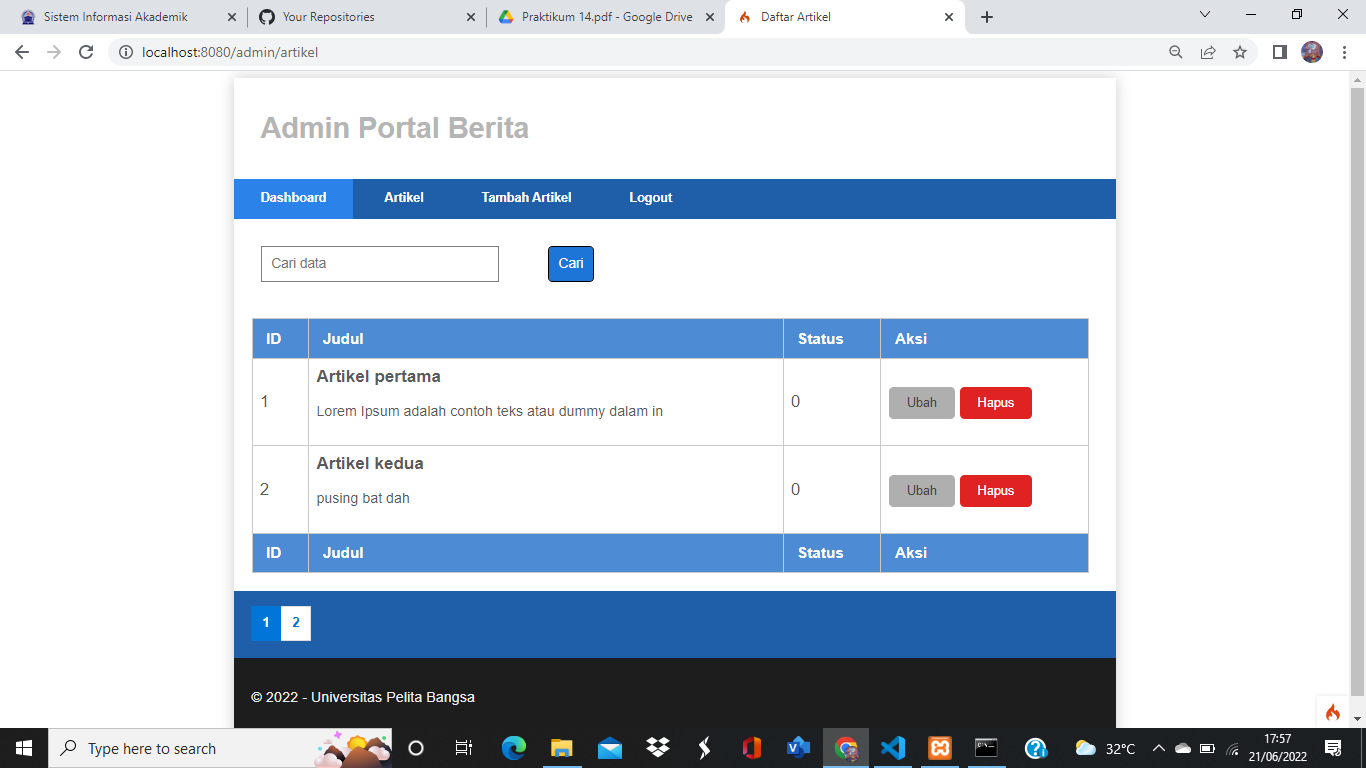 Sistem Informasi Akademik
Your Repositories
Praktikum 14.pdf - Google Drive
Daftar Artikel
localhost:8080/admin/artikel
Admin Portal Berita
Dashboard Artikel Tambah Artikel Logout
Cari data Cari
ID Judul Status Aksi
Artikel pertama
1 0 Ubah Hapus
Lorem Ipsum adalah contoh teks atau dummy dalam in
Artikel kedua
2 0 Ubah Hapus
pusing bat dah
ID Judul Status Aksi
1 2
© 2022 - Universitas Pelita Bangsa
Type here to search
32°C
17:57
21/06/2022